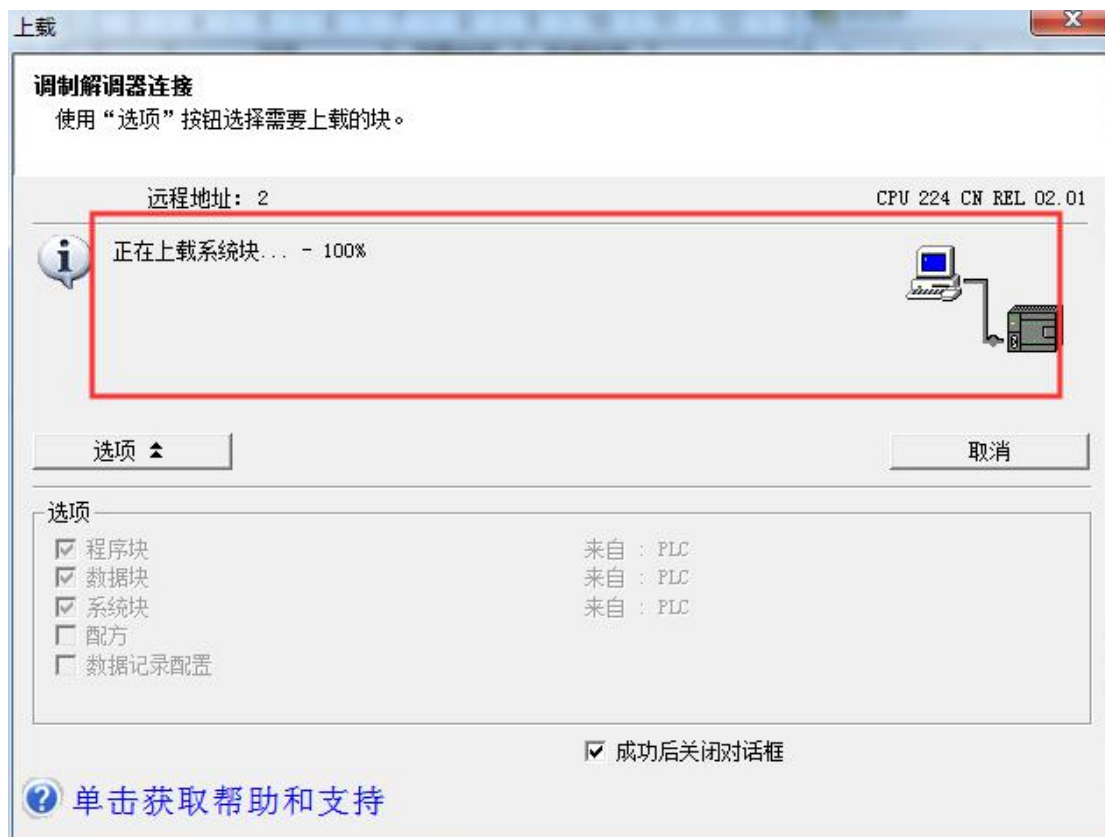 上载
调制解调器连接
使用“选项”按钮选择需要上载的块。
远程地址: 2 CPU 224 CN REL 02.01
正在上载系统块... - 100%
选项 取消
选项
程序块 来自 : PLC
数据块 来自 : PLC
系统块 来自 : PLC
配方
数据记录配置
成功后关闭对话框
单击获取帮助和支持